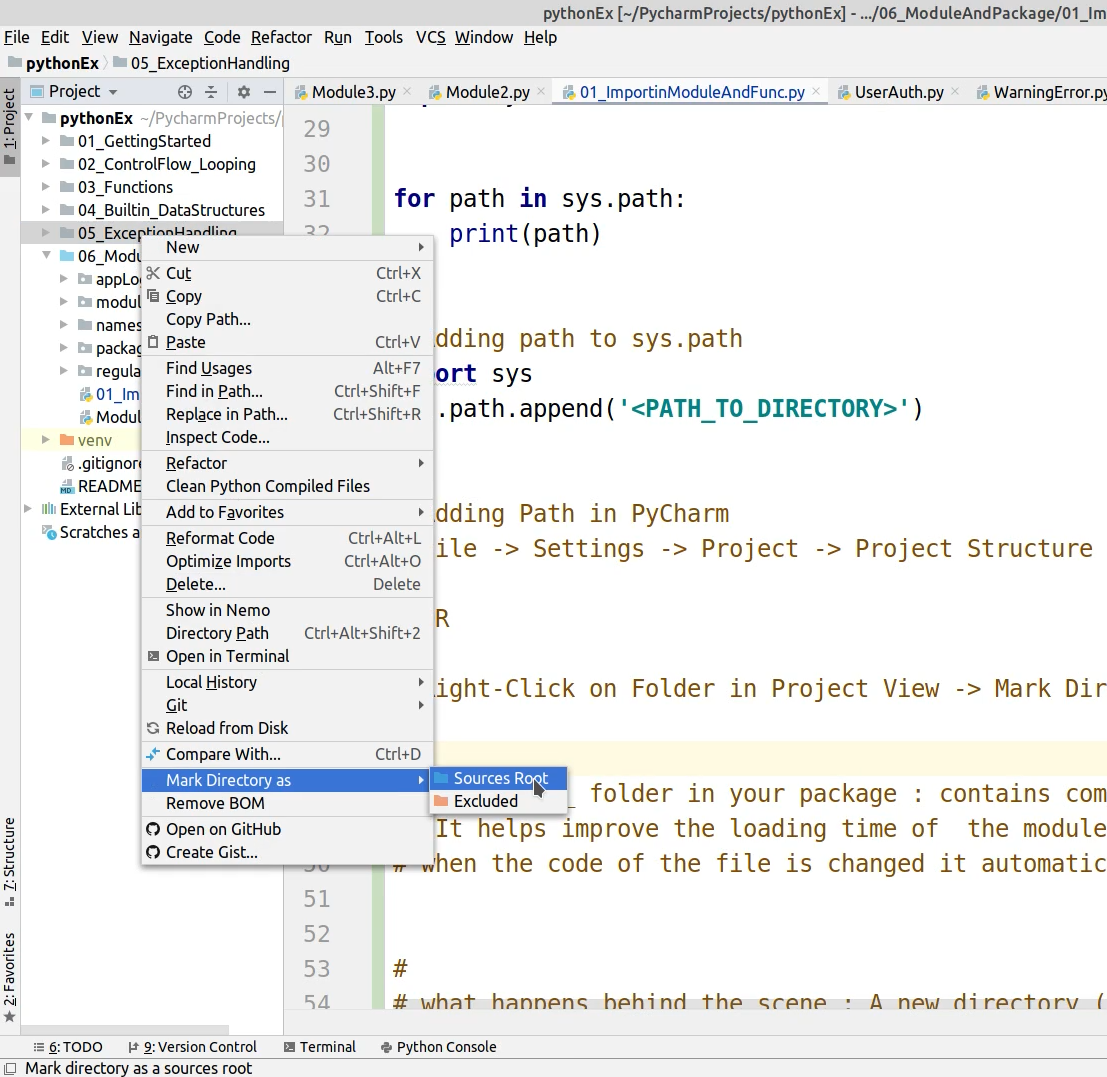 pythonEx [~/PycharmProjects/pythonEx] - .../06_ModuleAndPackage/01_Im
File Edit View Navigate Code Refactor Run Tools VCS Window Help
pythonEx 05_ExceptionHandling
Project
Module3.py Module2.py 01_ImportinModuleAndFunc.py UserAuth.py WarningError.py
1: Project
7: Structure
2: Favorites
pythonEx ~/PycharmProjects/
01_GettingStarted
02_ControlFlow_Looping
03_Functions
04_Builtin_DataStructures
05_ExceptionHandling
06_Modu
appLo
modul
names
packag
regula
01_Im
Modul
venv
.gitignore
README
External Lib
Scratches a
New
Cut Ctrl+X
Copy Ctrl+C
Copy Path...
Paste Ctrl+V
Find Usages Alt+F7
Find in Path... Ctrl+Shift+F
Replace in Path... Ctrl+Shift+R
Inspect Code...
Refactor
Clean Python Compiled Files
Add to Favorites
Reformat Code Ctrl+Alt+L
Optimize Imports Ctrl+Alt+O
Delete... Delete
Show in Nemo
Directory Path Ctrl+Alt+Shift+2
Open in Terminal
Local History
Git
Reload from Disk
Compare With... Ctrl+D
Mark Directory as
Remove BOM
Open on GitHub
Create Gist...
Sources Root
Excluded
29
30
31 for path in sys.path:
32 print(path)
dding path to sys.path
ort sys
.path.append('<PATH_TO_DIRECTORY>')
dding Path in PyCharm
ile -> Settings -> Project -> Project Structure
R
ight-Click on Folder in Project View -> Mark Dir
_ folder in your package : contains com
It helps improve the loading time of the module
# when the code of the file is changed it automatic
51
52
53 #
54 # what happens behind the scene : A new directory (
6: TODO 9: Version Control Terminal Python Console
Mark directory as a sources root